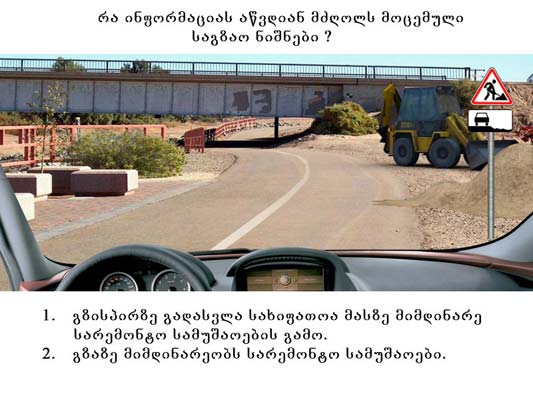 რა ინფორმაციას აწვდიან მძღოლს მოცემული
საგზაო ნიშნები ?
1. გზისპირზე გადასვლა სახიფათოა მასზე მიმდინარე
სარემონტო სამუშაოების გამო.
2. გზაზე მიმდინარეობს სარემონტო სამუშაოები.